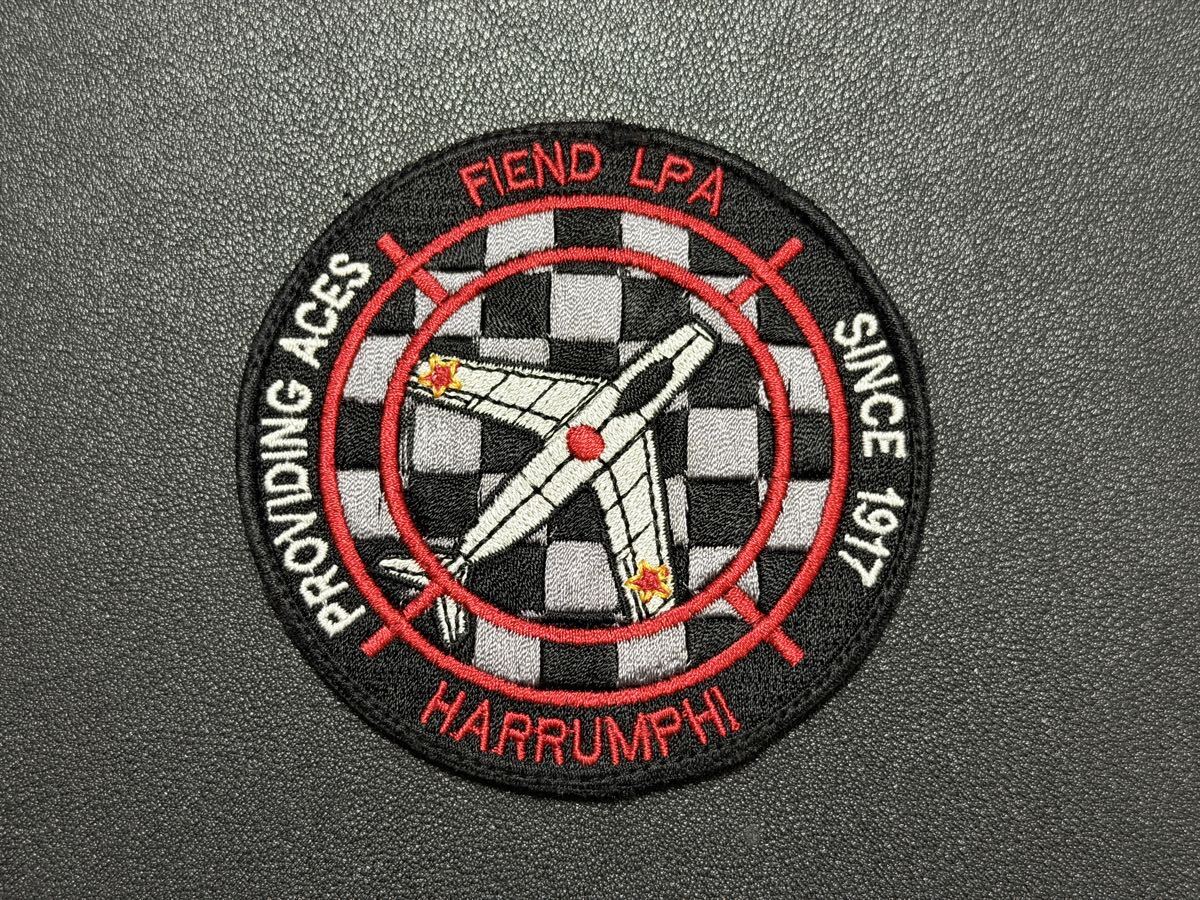 FIEND LPA
PROVIDING ACES
SINCE 1917
HARRUMPH!